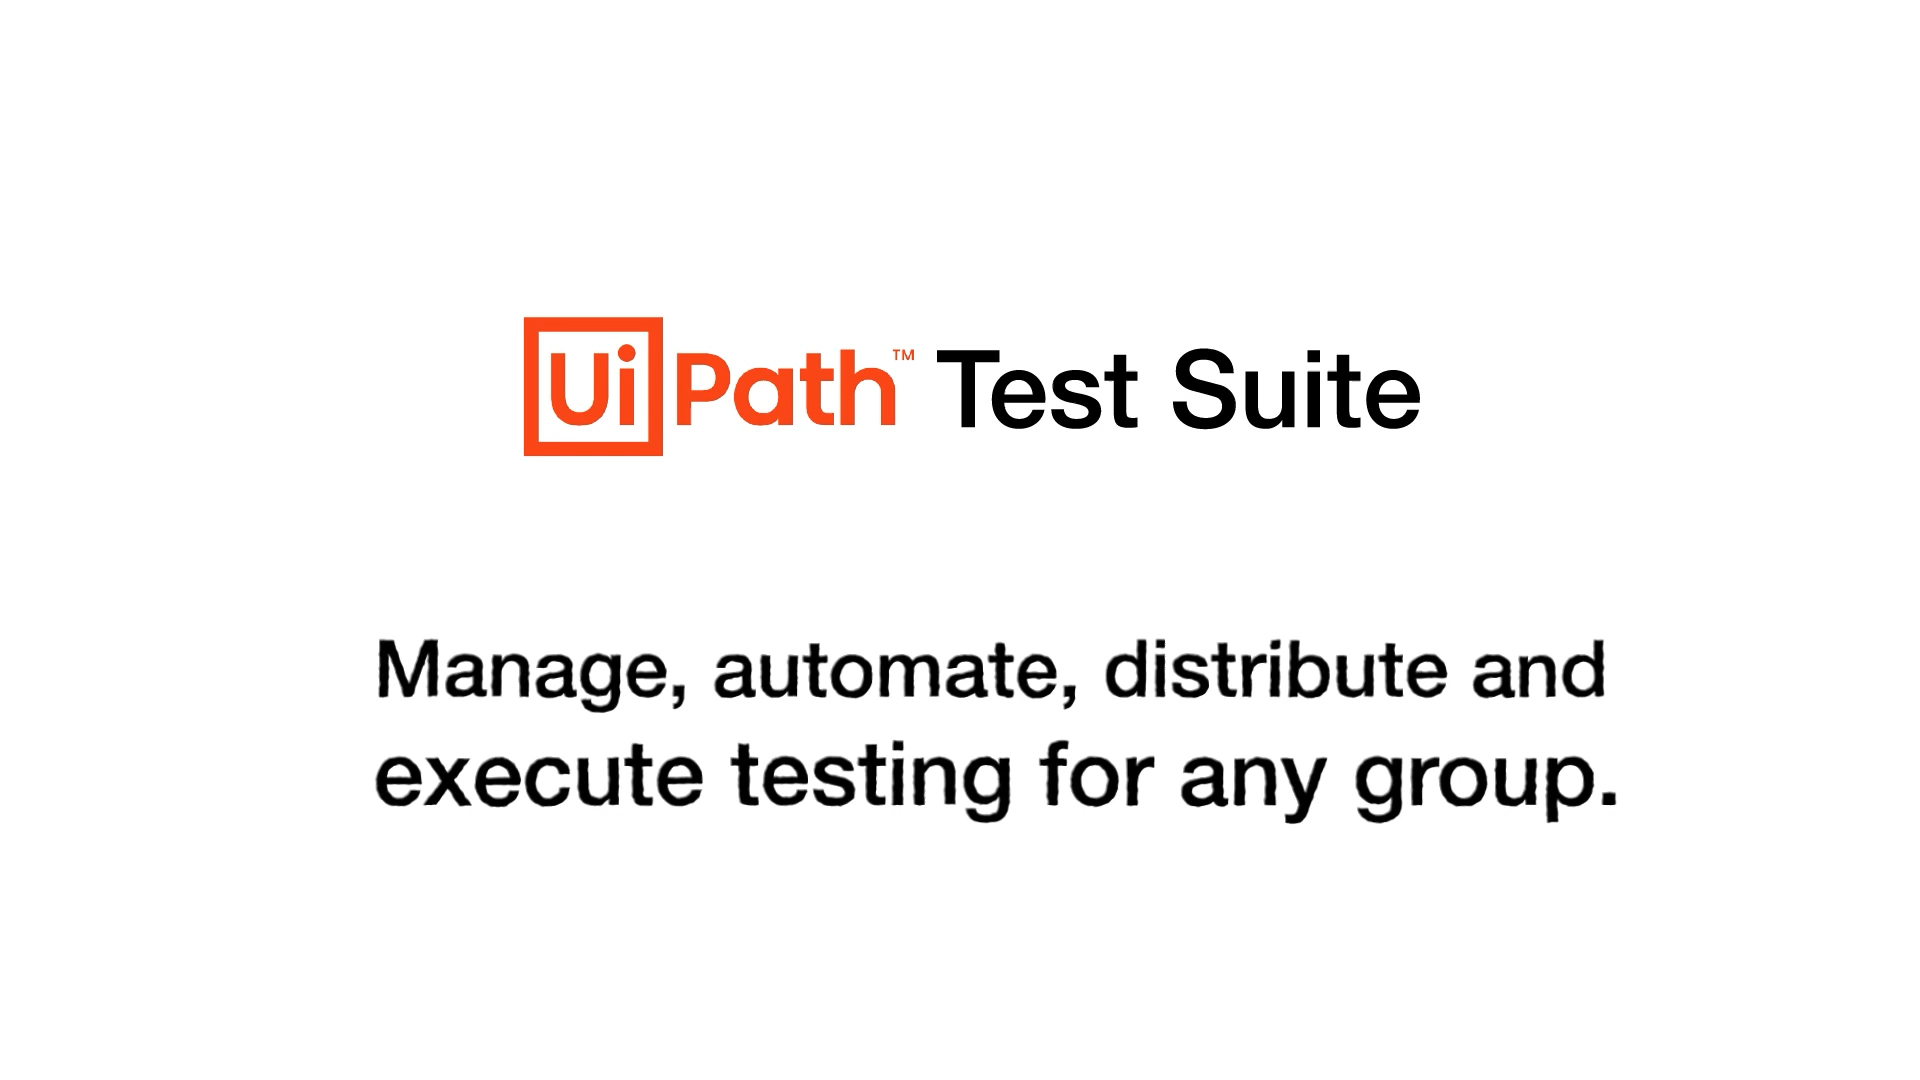 UiPath™ Test Suite
Manage, automate, distribute and
execute testing for any group.